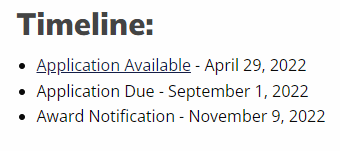 Timeline:
Application Available - April 29, 2022
Application Due - September 1, 2022
Award Notification - November 9, 2022